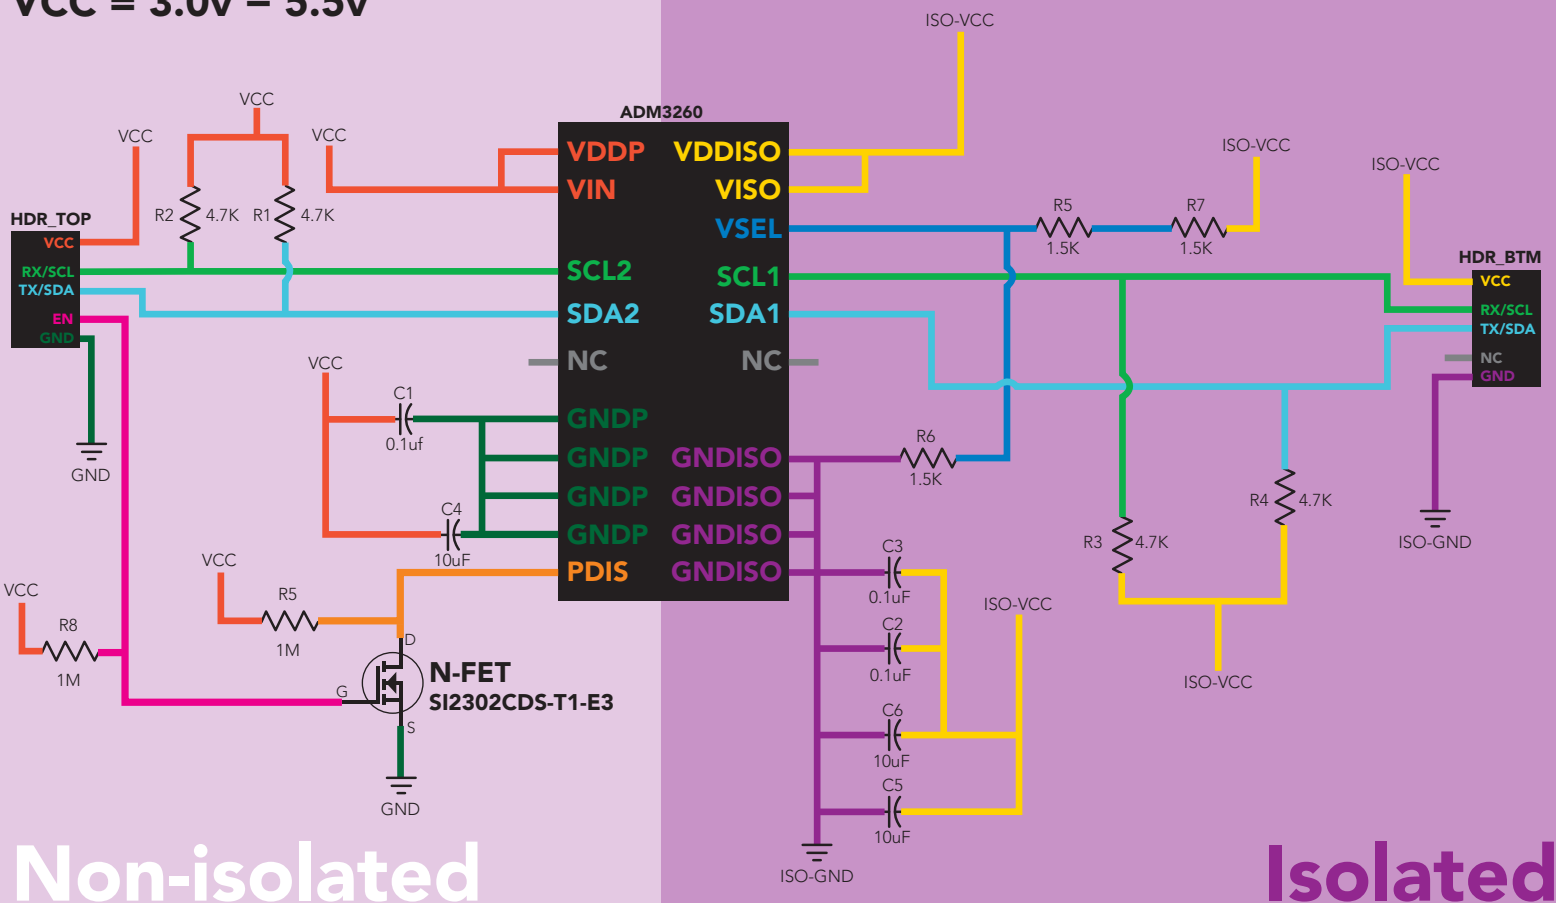 VCC = 3.0v – 5.5v
ISO-VCC
VCC
VCC
VCC
ADM3260
VDDP
VDDISO
VIN
VISO
ISO-VCC
ISO-VCC
HDR_TOP
VCC
RX/SCL
TX/SDA
EN
GND
R2
4.7K
R1
4.7K
VSEL
R5
1.5K
R7
1.5K
SCL2
SCL1
SDA2
SDA1
NC
NC
HDR_BTM
VCC
RX/SCL
TX/SDA
NC
GND
VCC
C1
0.1uf
GNDP
GNDP
GNDISO
GNDP
GNDISO
GNDP
GNDISO
PDIS
GNDISO
R6
1.5K
GND
C4
10uF
R4
4.7K
R3
4.7K
ISO-GND
VCC
VCC
R5
1M
R8
1M
C3
0.1uF
C2
0.1uF
C6
10uF
C5
10uF
ISO-VCC
ISO-VCC
D
G
S
N-FET
SI2302CDS-T1-E3
GND
ISO-GND
Non-isolated
Isolated